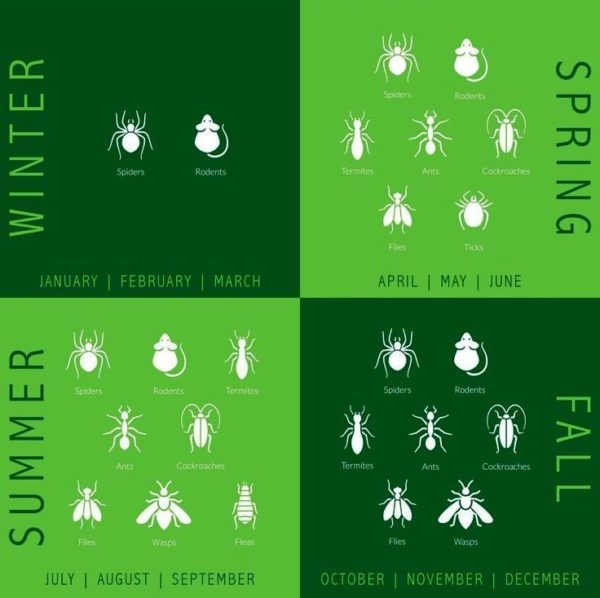 WINTER
Spiders Rodents
JANUARY | FEBRUARY | MARCH
SPRING
Spiders Rodents
Termites Ants Cockroaches
Flies Ticks
APRIL | MAY | JUNE
SUMMER
Spiders Rodents Termites
Ants Cockroaches
Flies Wasps Fleas
JULY | AUGUST | SEPTEMBER
FALL
Spiders Rodents
Termites Ants Cockroaches
Flies Wasps
OCTOBER | NOVEMBER | DECEMBER